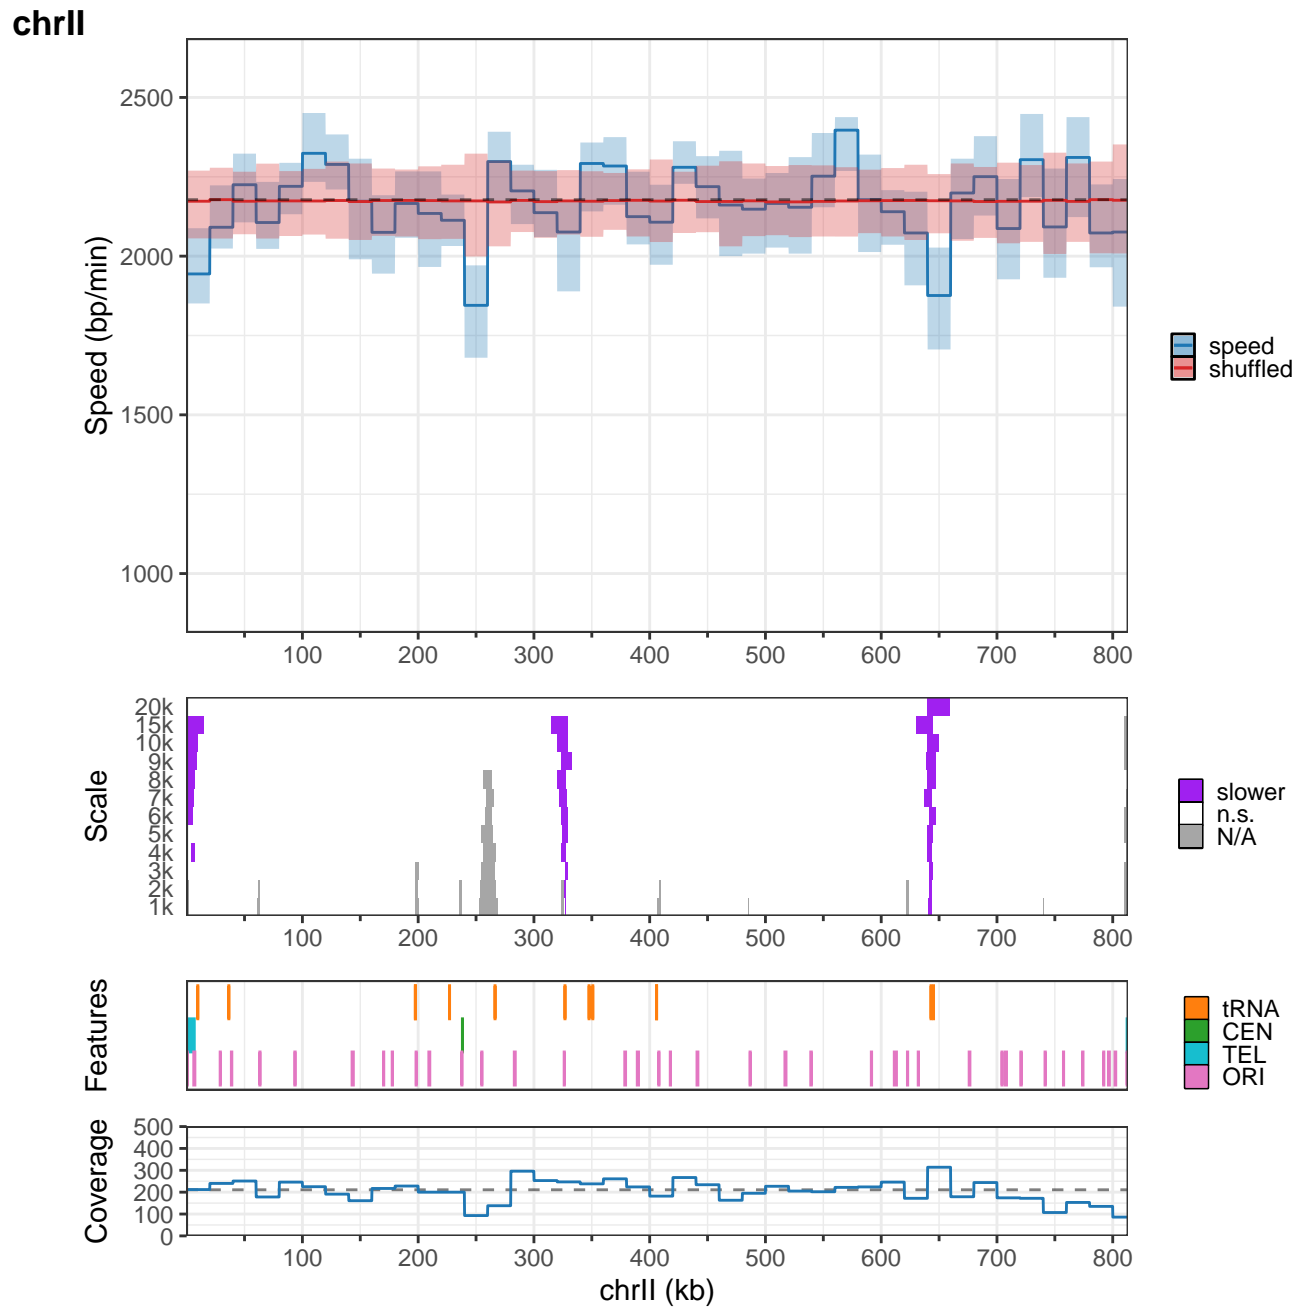 chrII
Speed (bp/min)
2500
2000
1500
1000
100 200 300 400 500 600 700 800
speed
shuffled
Scale
20k
15k
10k
9k
8k
7k
6k
5k
4k
3k
2k
1k
100 200 300 400 500 600 700 800
slower
n.s.
N/A
Features
tRNA
CEN
TEL
ORI
Coverage
500
400
300
200
100
0
100 200 300 400 500 600 700 800
chrII (kb)